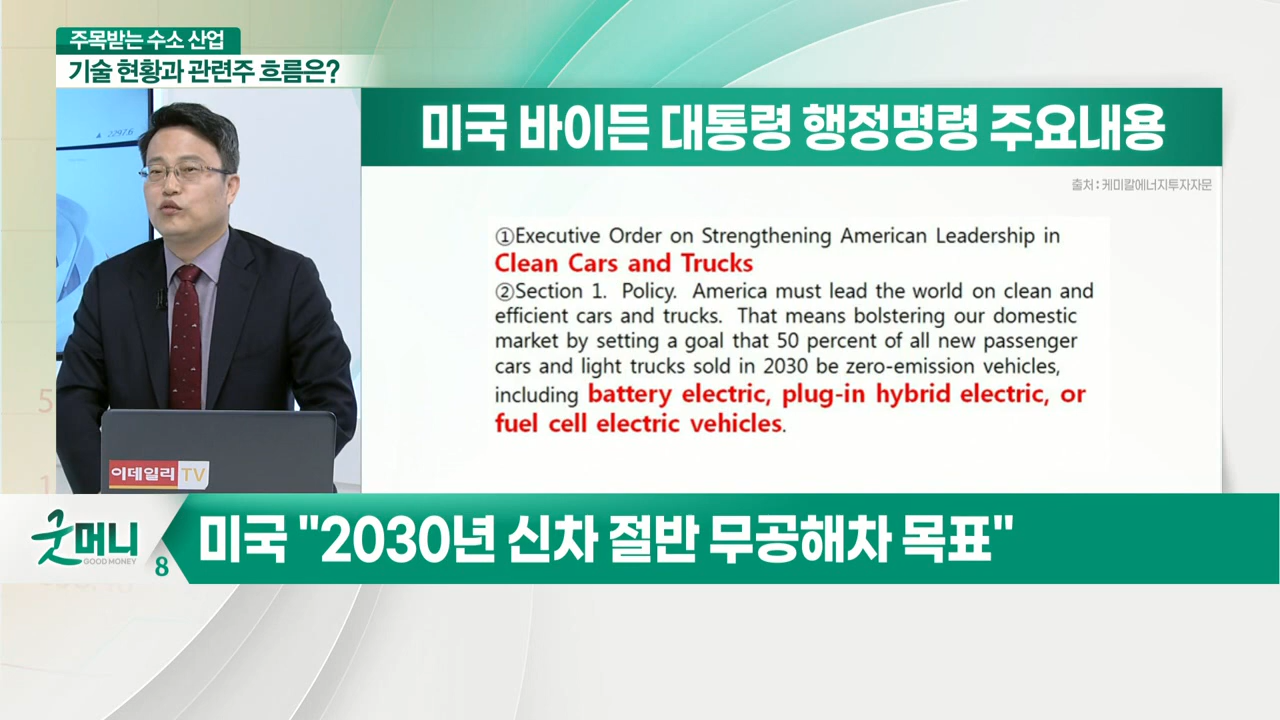 주목받는 수소 산업
기술 현황과 관련주 흐름은?
▲ 2297.6
미국 바이든 대통령 행정명령 주요내용
출처 : 케미칼에너지투자자문
①Executive Order on Strengthening American Leadership in
Clean Cars and Trucks
②Section 1. Policy. America must lead the world on clean and
efficient cars and trucks. That means bolstering our domestic
market by setting a goal that 50 percent of all new passenger
cars and light trucks sold in 2030 be zero-emission vehicles,
including battery electric, plug-in hybrid electric, or
fuel cell electric vehicles.
이데일리 TV
굿머니
GOOD MONEY
8
미국 "2030년 신차 절반 무공해차 목표"